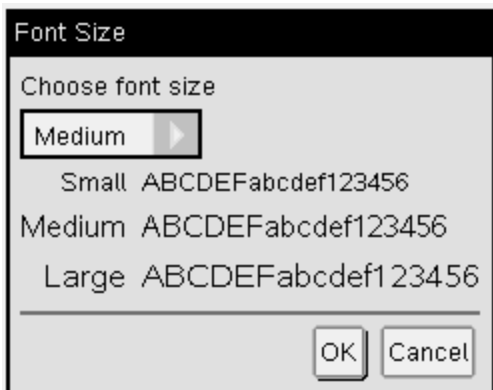 Font Size
Choose font size
Medium
Small ABCDEFabcdef123456
Medium ABCDEFabcdef123456
Large ABCDEFabcdef123456
OK Cancel